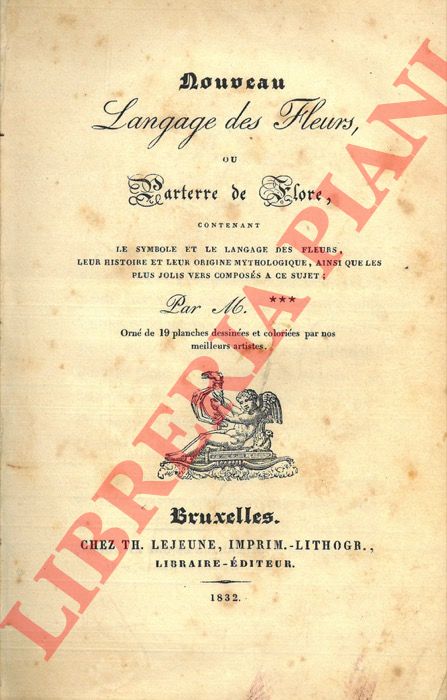 Nouveau
Langage des Fleurs,
OU
Parterre de Flore,
CONTENANT
LE SYMBOLE ET LE LANGAGE DES FLEURS,
LEUR HISTOIRE ET LEUR ORIGINE MYTHOLOGIQUE, AINSI QUE LES
PLUS JOLIS VERS COMPOSÉS A CE SUJET;
Par M. ***
Orné de 19 planches dessinées et coloriées par nos
meilleurs artistes.
Bruxelles.
CHEZ TH. LEJEUNE, IMPRIM.-LITHOGR.,
LIBRAIRE-ÉDITEUR.
1832.
LIBRERIA PIANI